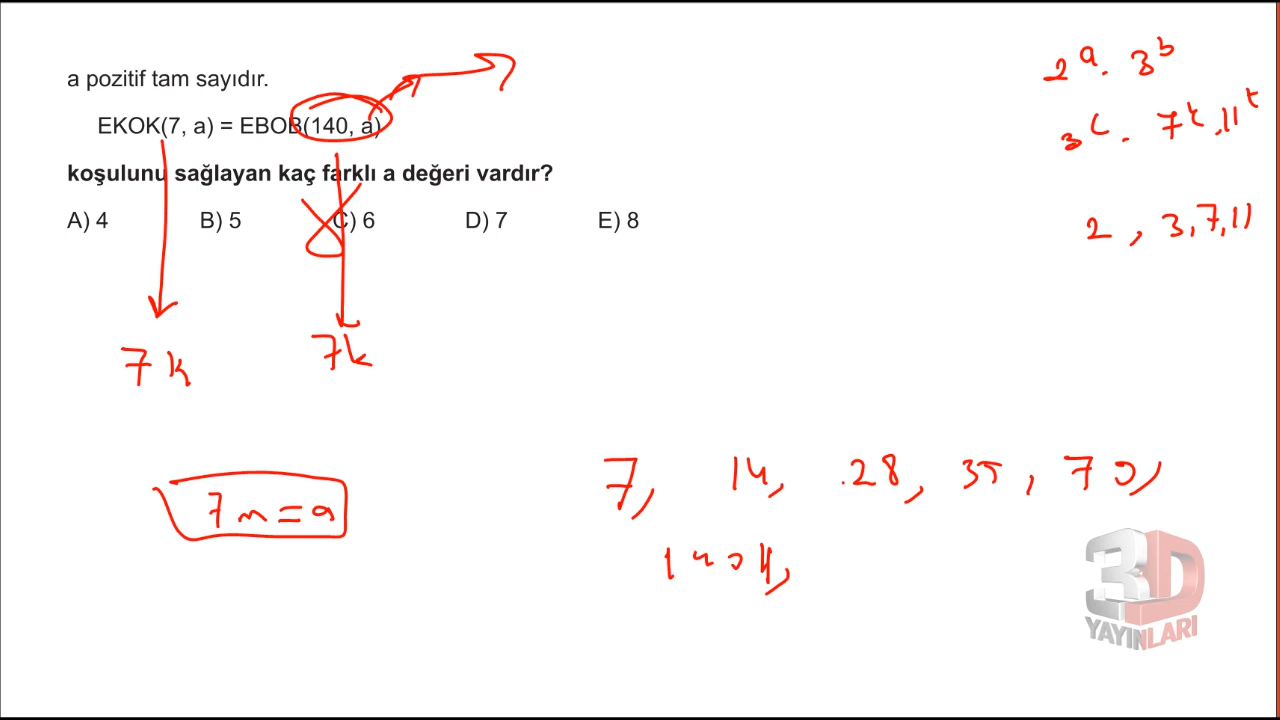 a pozitif tam sayıdır.
EKOK(7, a) = EBOB(140, a)
koşulunu sağlayan kaç farklı a değeri vardır?
A) 4 B) 5 C) 6 D) 7 E) 8
2^a . 3^b
3^c . 7^t . 11^t
2 , 3, 7, 11
7k 7k
7, 14, 28, 35, 70,
7m = a
140
3D
YAYINLARI